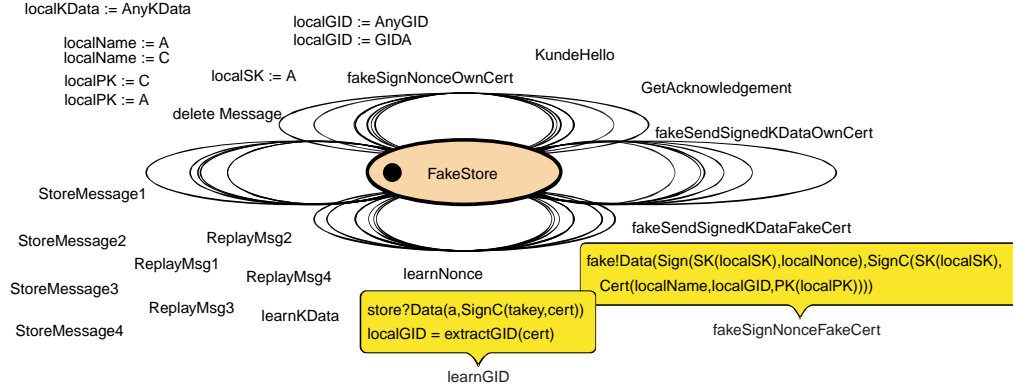 localKData := AnyKData
localGID := AnyGID
localGID := GIDA
localName := A
localName := C
localPK := C
localPK := A
localSK := A
fakeSignNonceOwnCert
KundeHello
GetAcknowledgement
delete Message
fakeSendSignedKDataOwnCert
FakeStore
StoreMessage1
StoreMessage2
ReplayMsg2
fakeSendSignedKDataFakeCert
ReplayMsg1
ReplayMsg4
learnNonce
fake!Data(Sign(SK(localSK),localNonce),SignC(SK(localSK),
Cert(localName,localGID,PK(localPK))))
StoreMessage3
ReplayMsg3
learnKData
store?Data(a,SignC(takey,cert))
localGID = extractGID(cert)
StoreMessage4
fakeSignNonceFakeCert
learnGID